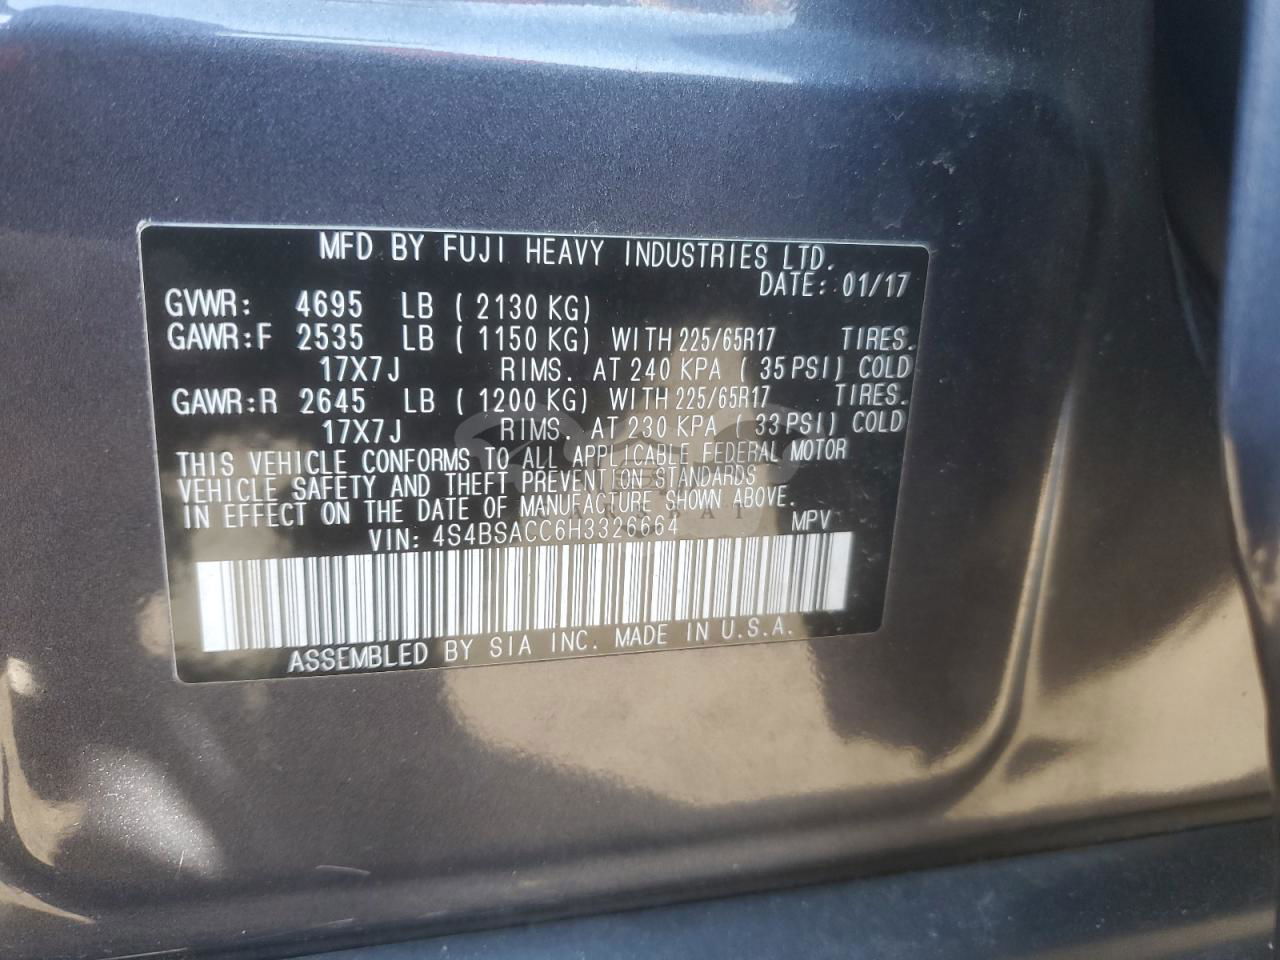 MFD BY FUJI HEAVY INDUSTRIES LTD.
DATE: 01/17
GVWR: 4695 LB ( 2130 KG)
GAWR:F 2535 LB ( 1150 KG) WITH 225/65R17 TIRES.
17X7J RIMS. AT 240 KPA ( 35 PSI) COLD
GAWR:R 2645 LB ( 1200 KG) WITH 225/65R17 TIRES.
17X7J RIMS. AT 230 KPA ( 33 PSI) COLD
THIS VEHICLE CONFORMS TO ALL APPLICABLE FEDERAL MOTOR
VEHICLE SAFETY AND THEFT PREVENTION STANDARDS
IN EFFECT ON THE DATE OF MANUFACTURE SHOWN ABOVE.
VIN: 4S4BSACC6H3326664 MPV
ASSEMBLED BY SIA INC. MADE IN U.S.A.